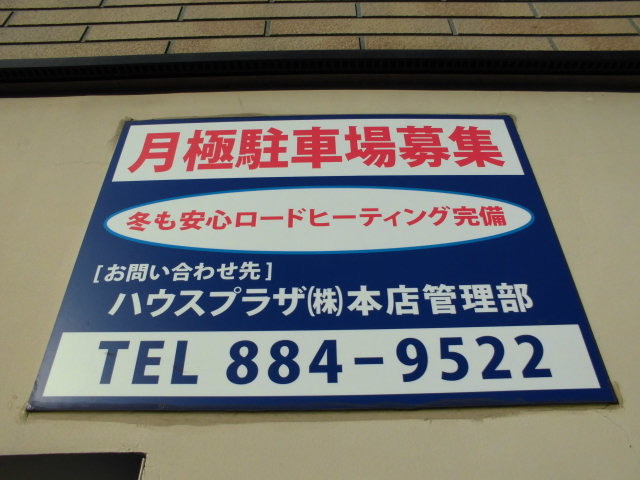 月極駐車場募集
冬も安心ロードヒーティング完備
[お問い合わせ先]
ハウスプラザ㈱本店管理部
TEL 884-9522